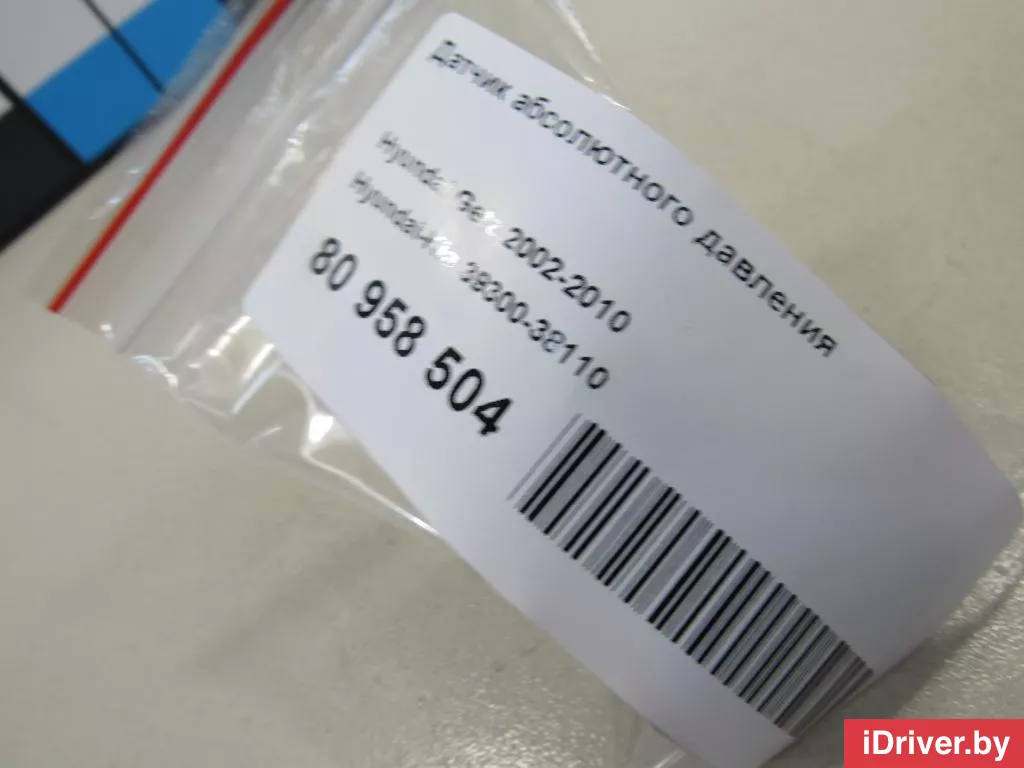 Датчик абсолютного давления
Hyundai Getz 2002-2010
Hyundai-Kia 39300-38110
80 958 504
iDriver.by